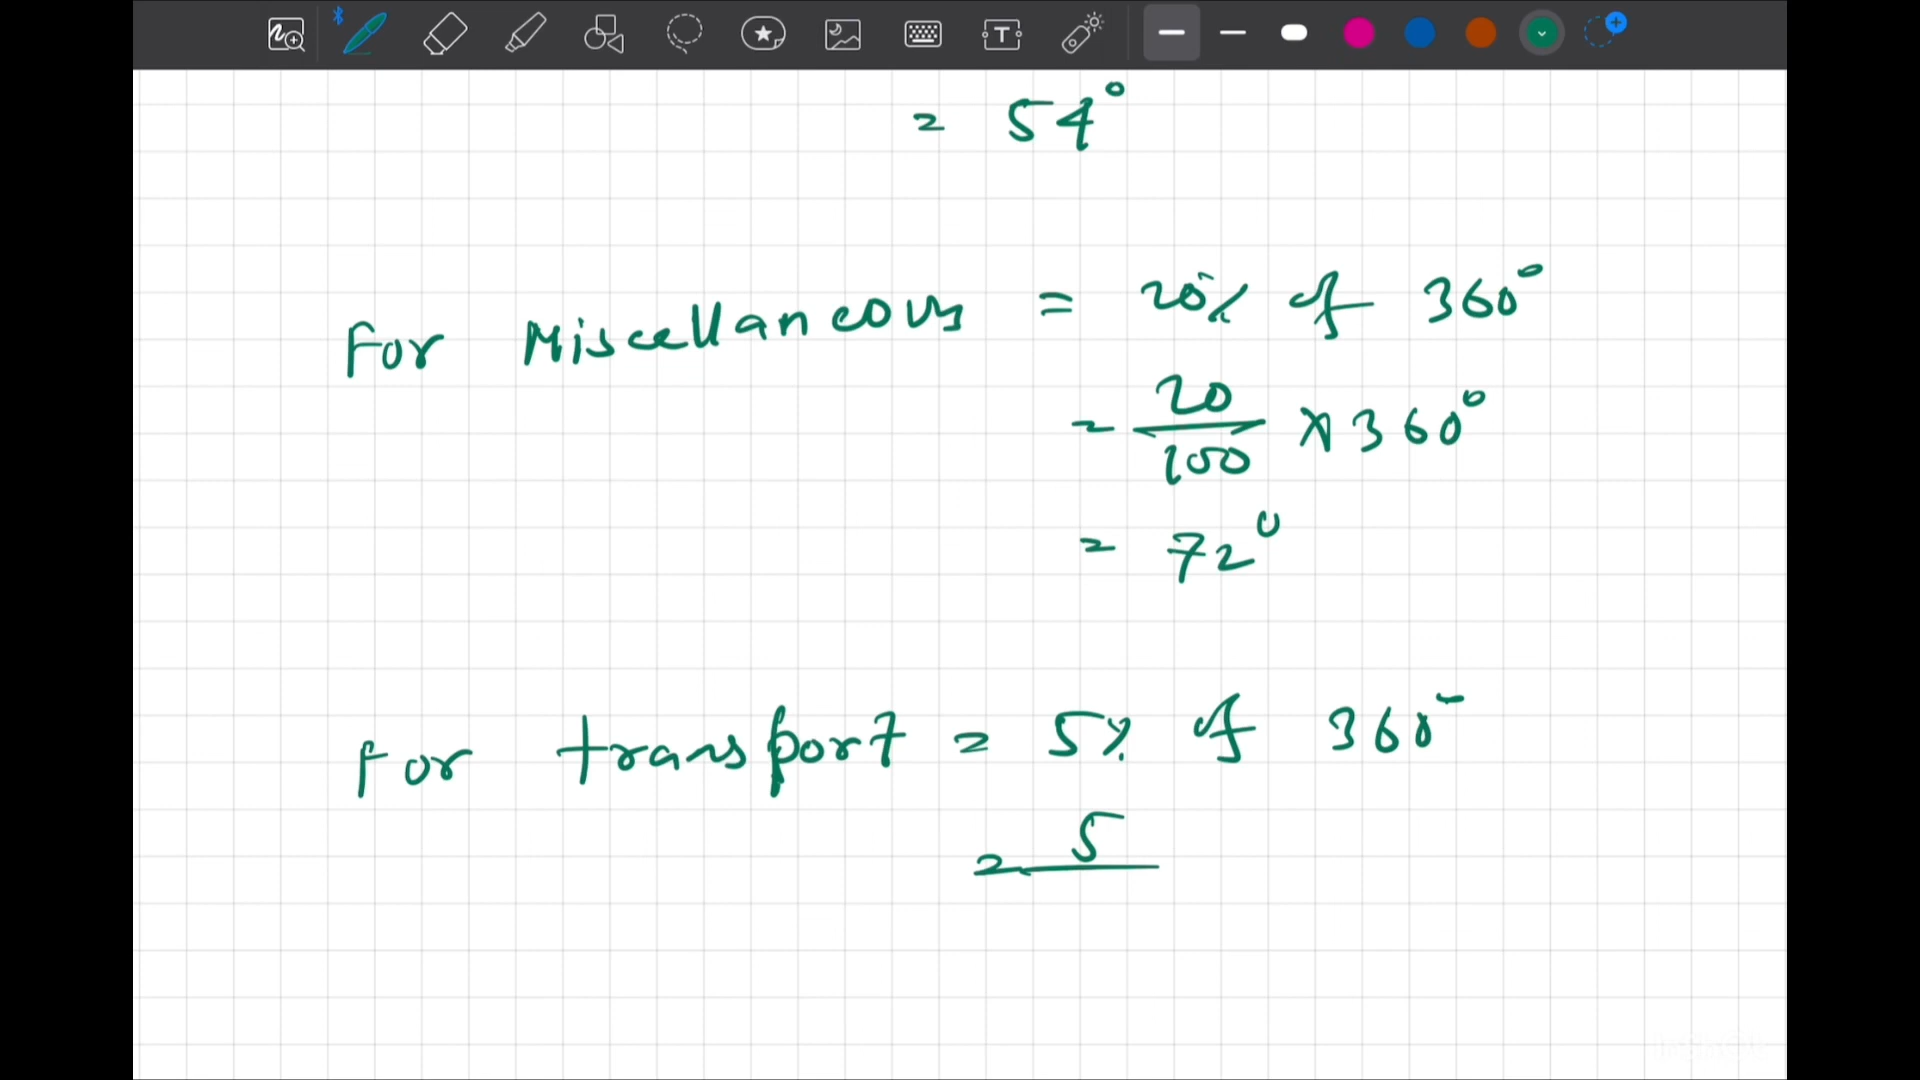 = 54°
For Miscellaneous = 20% of 360°
= 20/100 × 360°
= 72°
For transport = 5% of 360°
= 5